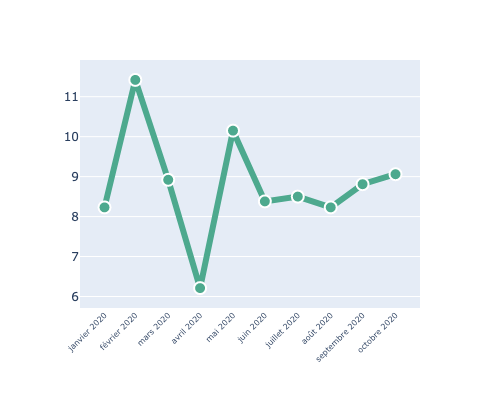 11
10
9
8
7
6
janvier 2020
février 2020
mars 2020
avril 2020
mai 2020
juin 2020
juillet 2020
août 2020
septembre 2020
octobre 2020